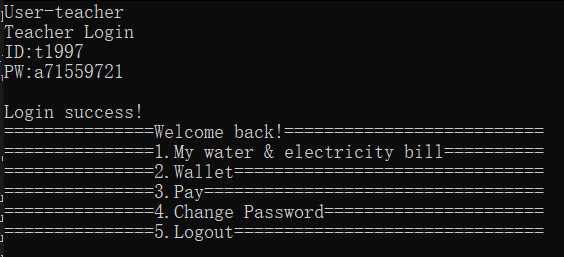 User-teacher
Teacher Login
ID:t1997
PW:a71559721
Login success!
===============Welcome back!==========================
===============1.My water & electricity bill==========
===============2.Wallet===============================
===============3.Pay==================================
===============4.Change Password======================
===============5.Logout===============================